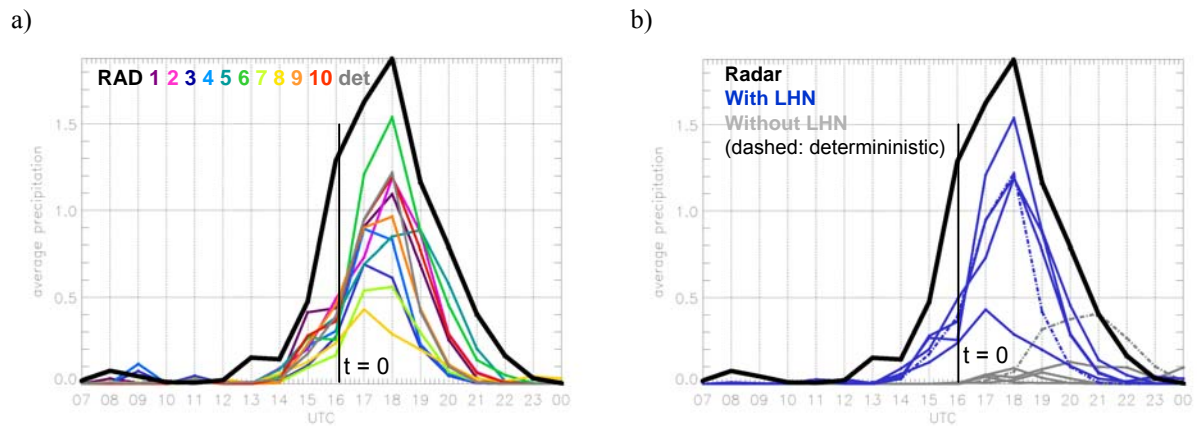 a)
RAD 1 2 3 4 5 6 7 8 9 10 det
average precipitation
1.5
1.0
0.5
0.0
t = 0
07 08 09 10 11 12 13 14 15 16 17 18 19 20 21 22 23 00
UTC
b)
Radar
With LHN
Without LHN
(dashed: determininistic)
average precipitation
1.5
1.0
0.5
0.0
t = 0
07 08 09 10 11 12 13 14 15 16 17 18 19 20 21 22 23 00
UTC